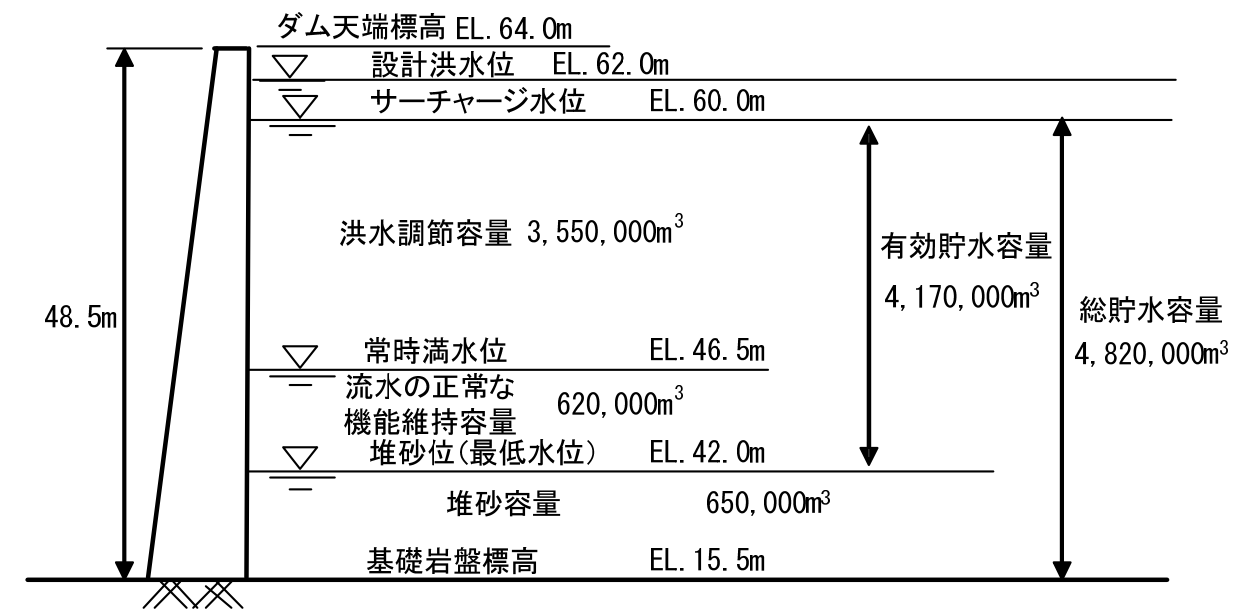 ダム天端標高 EL.64.0m
設計洪水位 EL.62.0m
サーチャージ水位 EL.60.0m
洪水調節容量 3,550,000m³
有効貯水容量
4,170,000m³
総貯水容量
4,820,000m³
48.5m
常時満水位 EL.46.5m
流水の正常な
機能維持容量 620,000m³
堆砂位(最低水位) EL.42.0m
堆砂容量 650,000m³
基礎岩盤標高 EL.15.5m